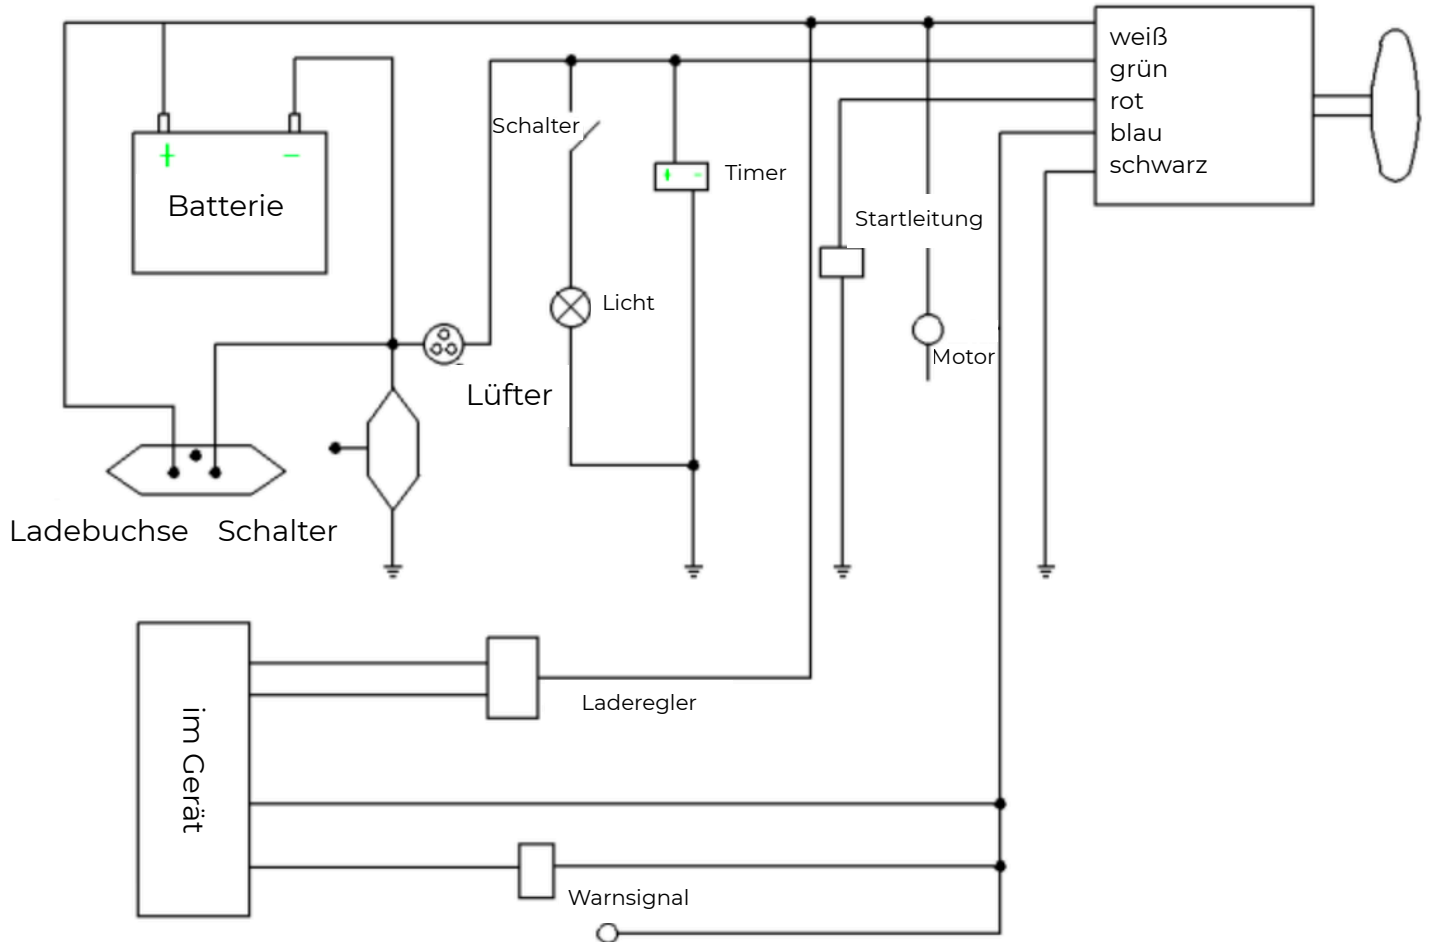 weiß
grün
rot
blau
schwarz
Schalter
Timer
+ -
+ -
Batterie
Startleitung
Licht
Motor
Lüfter
Ladebuchse
Schalter
Laderegler
im Gerät
Warnsignal